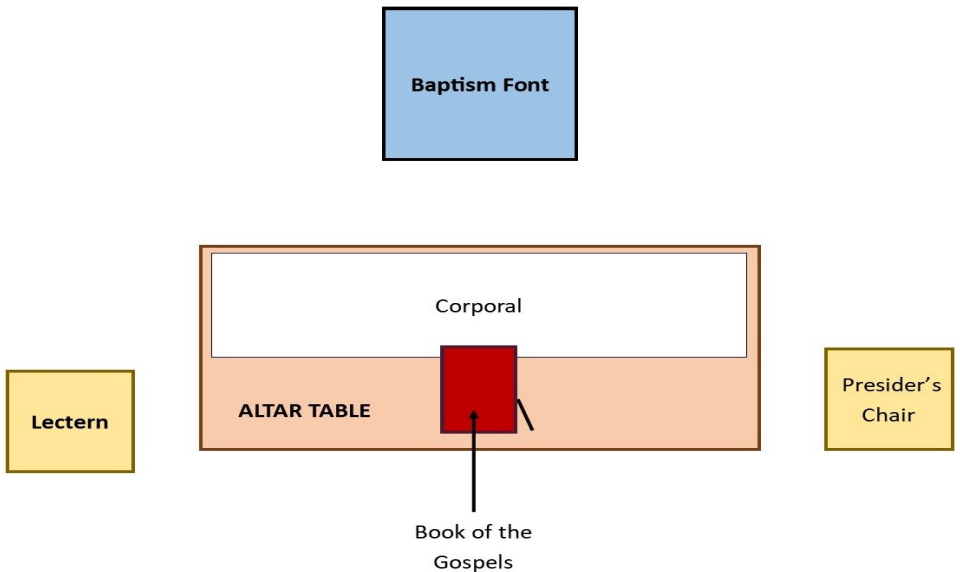 Baptism Font
Corporal
Presider’s
Chair
ALTAR TABLE
Lectern
Book of the
Gospels